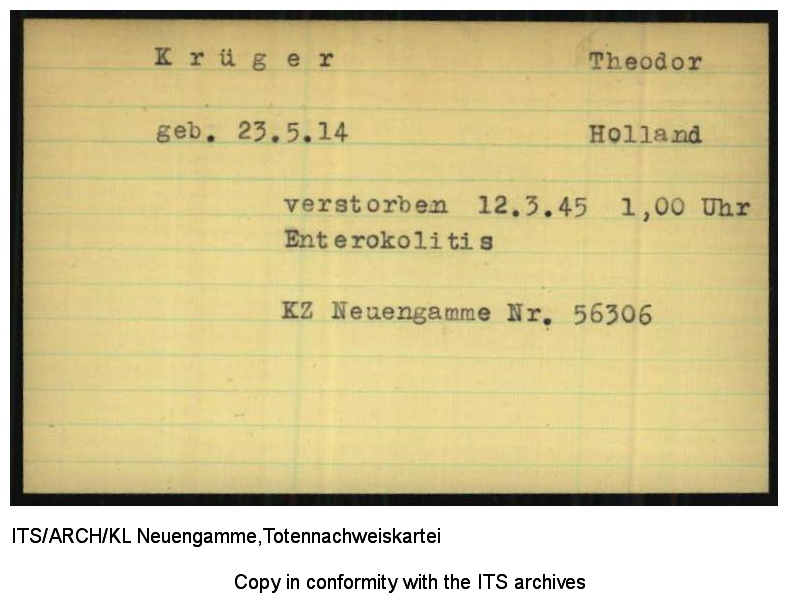 K r ü g e r Theodor
geb. 23.5.14 Holland
verstorben 12.3.45 1,00 Uhr
Enterokolitis
KZ Neuengamme Nr. 56306
ITS/ARCH/KL Neuengamme,Totennachweiskartei
Copy in conformity with the ITS archives